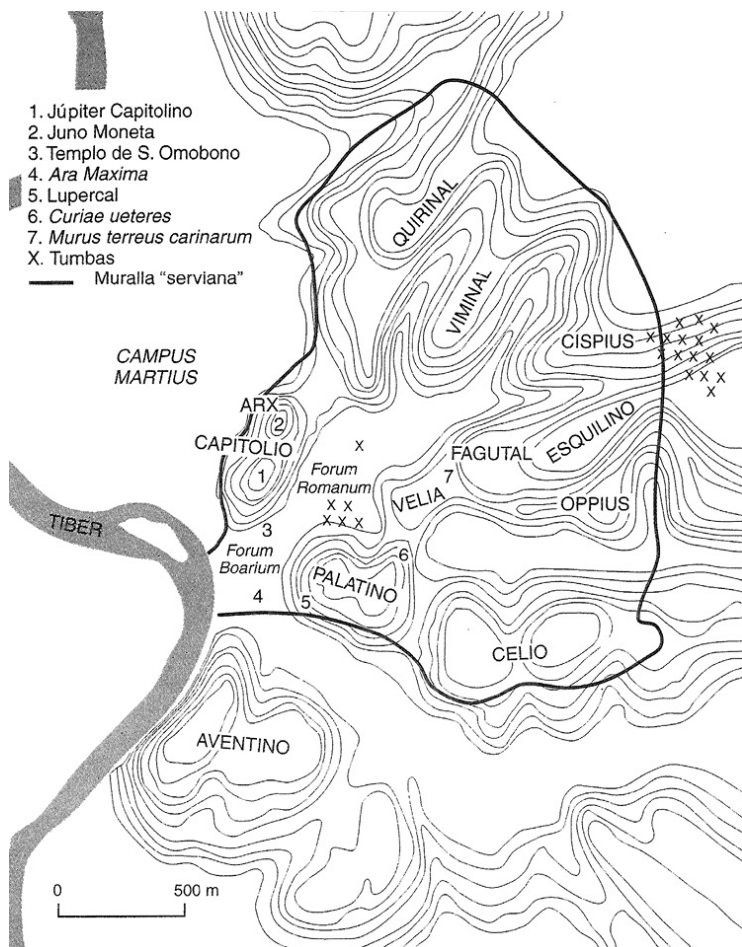 1. Júpiter Capitolino
2. Juno Moneta
3. Templo de S. Omobono
4. Ara Maxima
5. Lupercal
6. Curiae ueteres
7. Murus terreus carinarum
X. Tumbas
Muralla “serviana”
QUIRINAL
VIMINAL
CISPIUS
X X X
X X X X
X X X X
X X
X
CAMPUS
MARTIUS
ARX
2
CAPITOLIO
1
X
Forum
Romanum
X X
X X X
FAGUTAL
ESQUILINO
7
VELIA
OPPIUS
TIBER
3
Forum
Boarium
4
5
PALATINO
6
CELIO
AVENTINO
0 500 m